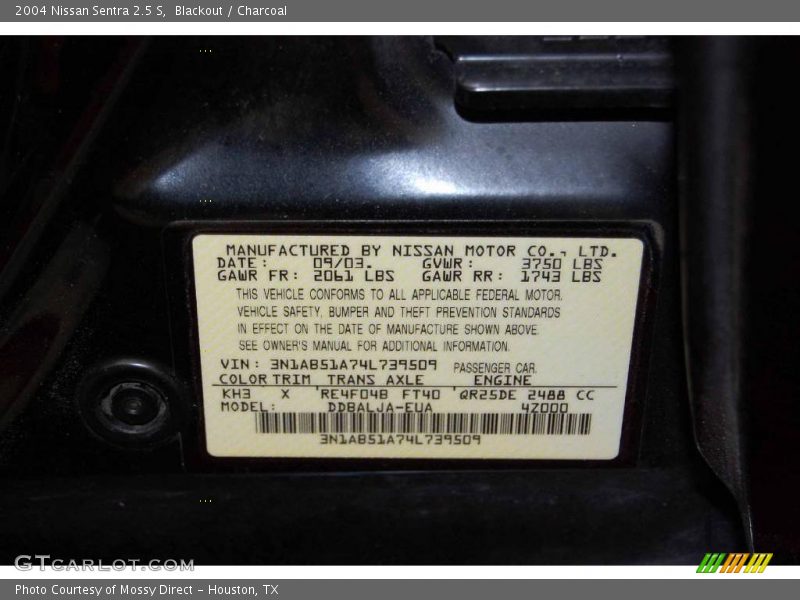 2004 Nissan Sentra 2.5 S, Blackout / Charcoal
MANUFACTURED BY NISSAN MOTOR CO., LTD.
DATE: 09/03 GVWR: 3750 LBS
GAWR FR: 2061 LBS GAWR RR: 1743 LBS
THIS VEHICLE CONFORMS TO ALL APPLICABLE FEDERAL MOTOR
VEHICLE SAFETY, BUMPER AND THEFT PREVENTION STANDARDS
IN EFFECT ON THE DATE OF MANUFACTURE SHOWN ABOVE.
SEE OWNER'S MANUAL FOR ADDITIONAL INFORMATION.
VIN: 3N1AB51A74L739509 PASSENGER CAR.
COLOR TRIM TRANS AXLE ENGINE
KH3 X RE4F04B FT40 QR25DE 2488 CC
MODEL: DDBALJA-EUA 4Z000
3N1AB51A74L739509
GTcarlot.com
Photo Courtesy of Mossy Direct – Houston, TX